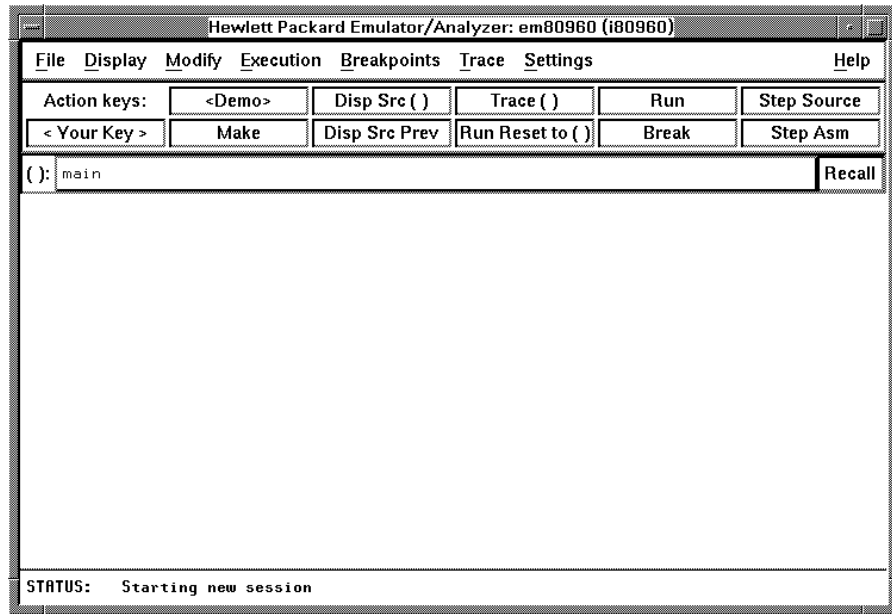 Hewlett Packard Emulator/Analyzer: em80960 (i80960)
File Display Modify Execution Breakpoints Trace Settings Help
Action keys: <Demo> Disp Src ( ) Trace ( ) Run Step Source
< Your Key > Make Disp Src Prev Run Reset to ( ) Break Step Asm
( ): main Recall
STATUS: Starting new session